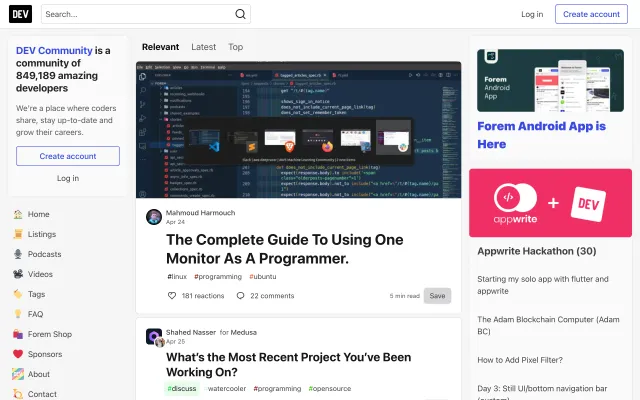 DEV
Search...
Log in
Create account
DEV Community is a
community of
849,189 amazing
developers
We're a place where coders
share, stay up-to-date and
grow their careers.
Create account
Log in
Home
Listings
Podcasts
Videos
Tags
FAQ
Forem Shop
Sponsors
About
Contact
Relevant
Latest
Top
Mahmoud Harmouch
Apr 24
The Complete Guide To Using One
Monitor As A Programmer.
#linux #programming #ubuntu
181 reactions
22 comments
5 min read
Save
Shahed Nasser for Medusa
Apr 25
What's the Most Recent Project You've Been
Working On?
#discuss watercooler #programming #opensource
Forem
Android
App
Forem Android App is
Here
appwrite + DEV
Appwrite Hackathon (30)
Starting my solo app with flutter and
appwrite
The Adam Blockchain Computer (Adam
BC)
How to Add Pixel Filter?
Day 3: Still UI/bottom navigation bar
(custom)